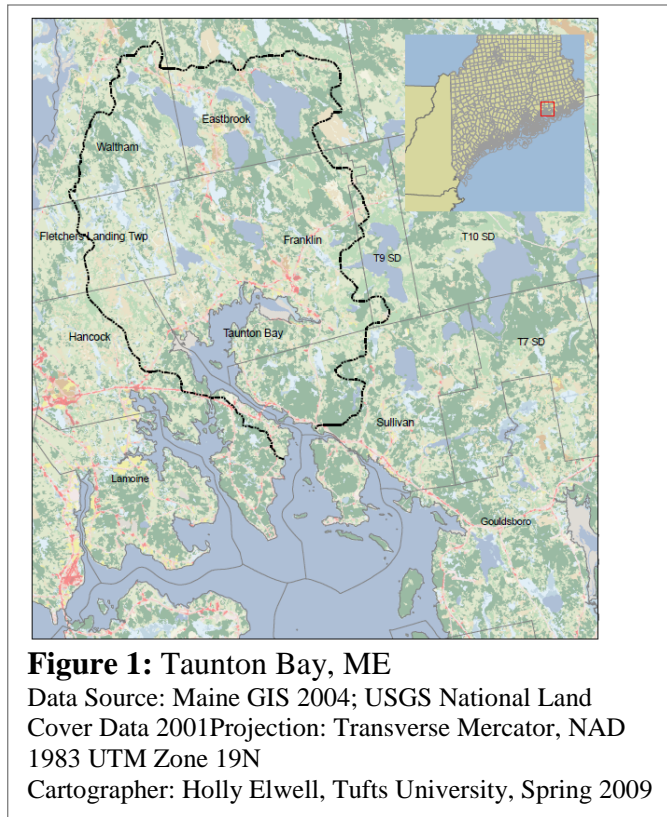 Eastbrook
Waltham
Fletchers Landing Twp
Franklin
T10 SD
T9 SD
Hancock
Taunton Bay
T7 SD
Sullivan
Lamoine
Gouldsboro
Figure 1: Taunton Bay, ME
Data Source: Maine GIS 2004; USGS National Land
Cover Data 2001Projection: Transverse Mercator, NAD
1983 UTM Zone 19N
Cartographer: Holly Elwell, Tufts University, Spring 2009